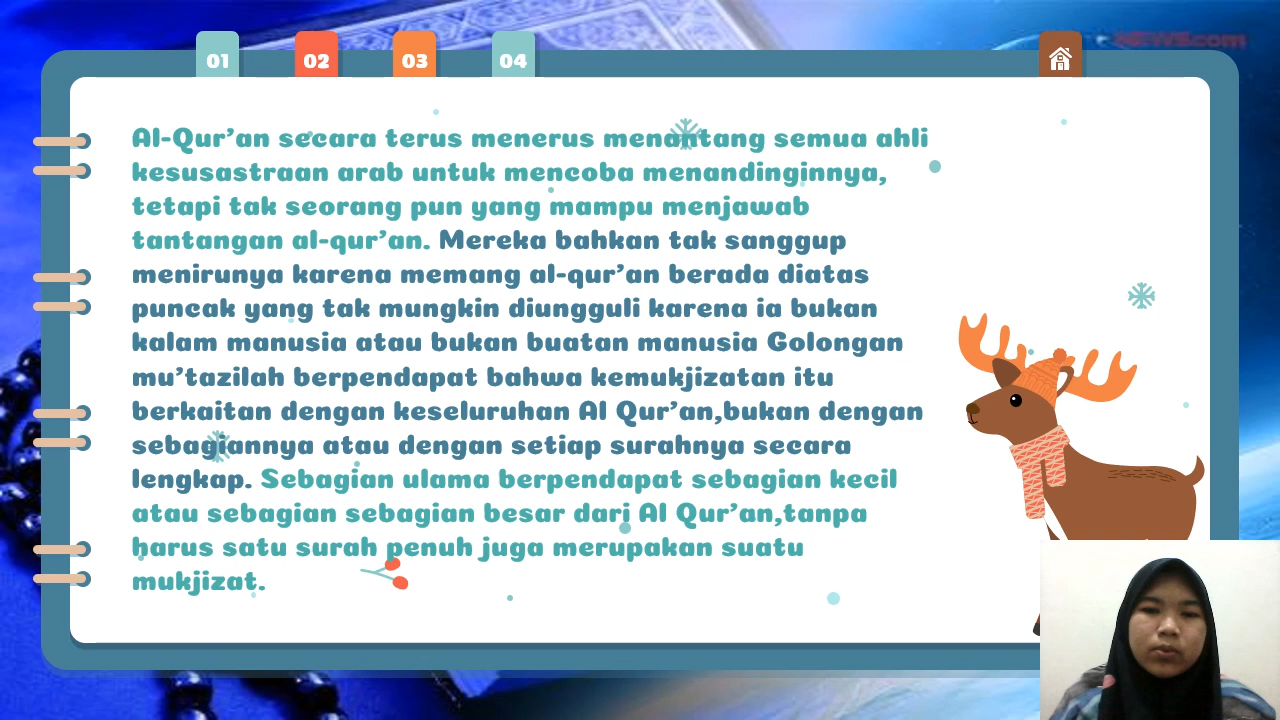 01 02 03 04
Al-Qur’an secara terus menerus menantang semua ahli
kesusastraan arab untuk mencoba menandinginnya,
tetapi tak seorang pun yang mampu menjawab
tantangan al-qur’an. Mereka bahkan tak sanggup
menirunya karena memang al-qur’an berada diatas
puncak yang tak mungkin diungguli karena ia bukan
kalam manusia atau bukan buatan manusia Golongan
mu’tazilah berpendapat bahwa kemukjizatan itu
berkaitan dengan keseluruhan Al Qur’an,bukan dengan
sebagiannya atau dengan setiap surahnya secara
lengkap. Sebagian ulama berpendapat sebagian kecil
atau sebagian sebagian besar dari Al Qur’an,tanpa
harus satu surah penuh juga merupakan suatu
mukjizat.